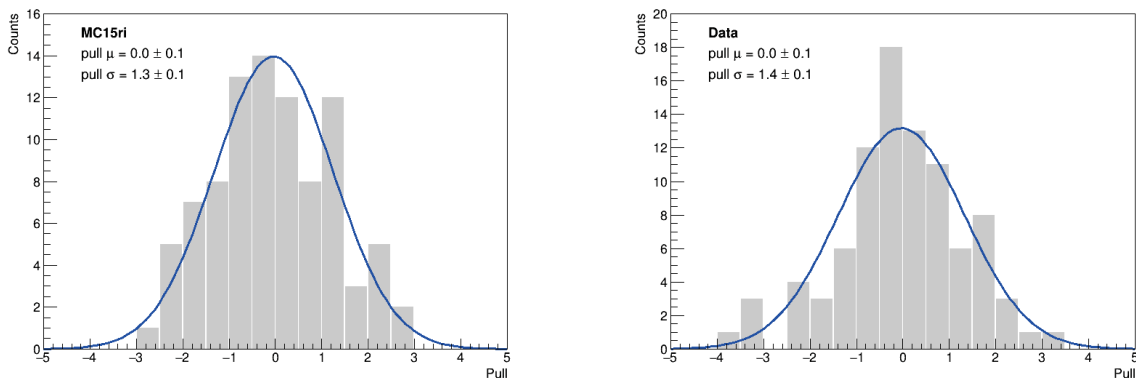 Counts
16
14
12
10
8
6
4
2
0
MC15ri
pull μ = 0.0 ± 0.1
pull σ = 1.3 ± 0.1
−5 −4 −3 −2 −1 0 1 2 3 4 5
Pull
Counts
20
18
16
14
12
10
8
6
4
2
0
Data
pull μ = 0.0 ± 0.1
pull σ = 1.4 ± 0.1
−5 −4 −3 −2 −1 0 1 2 3 4 5
Pull